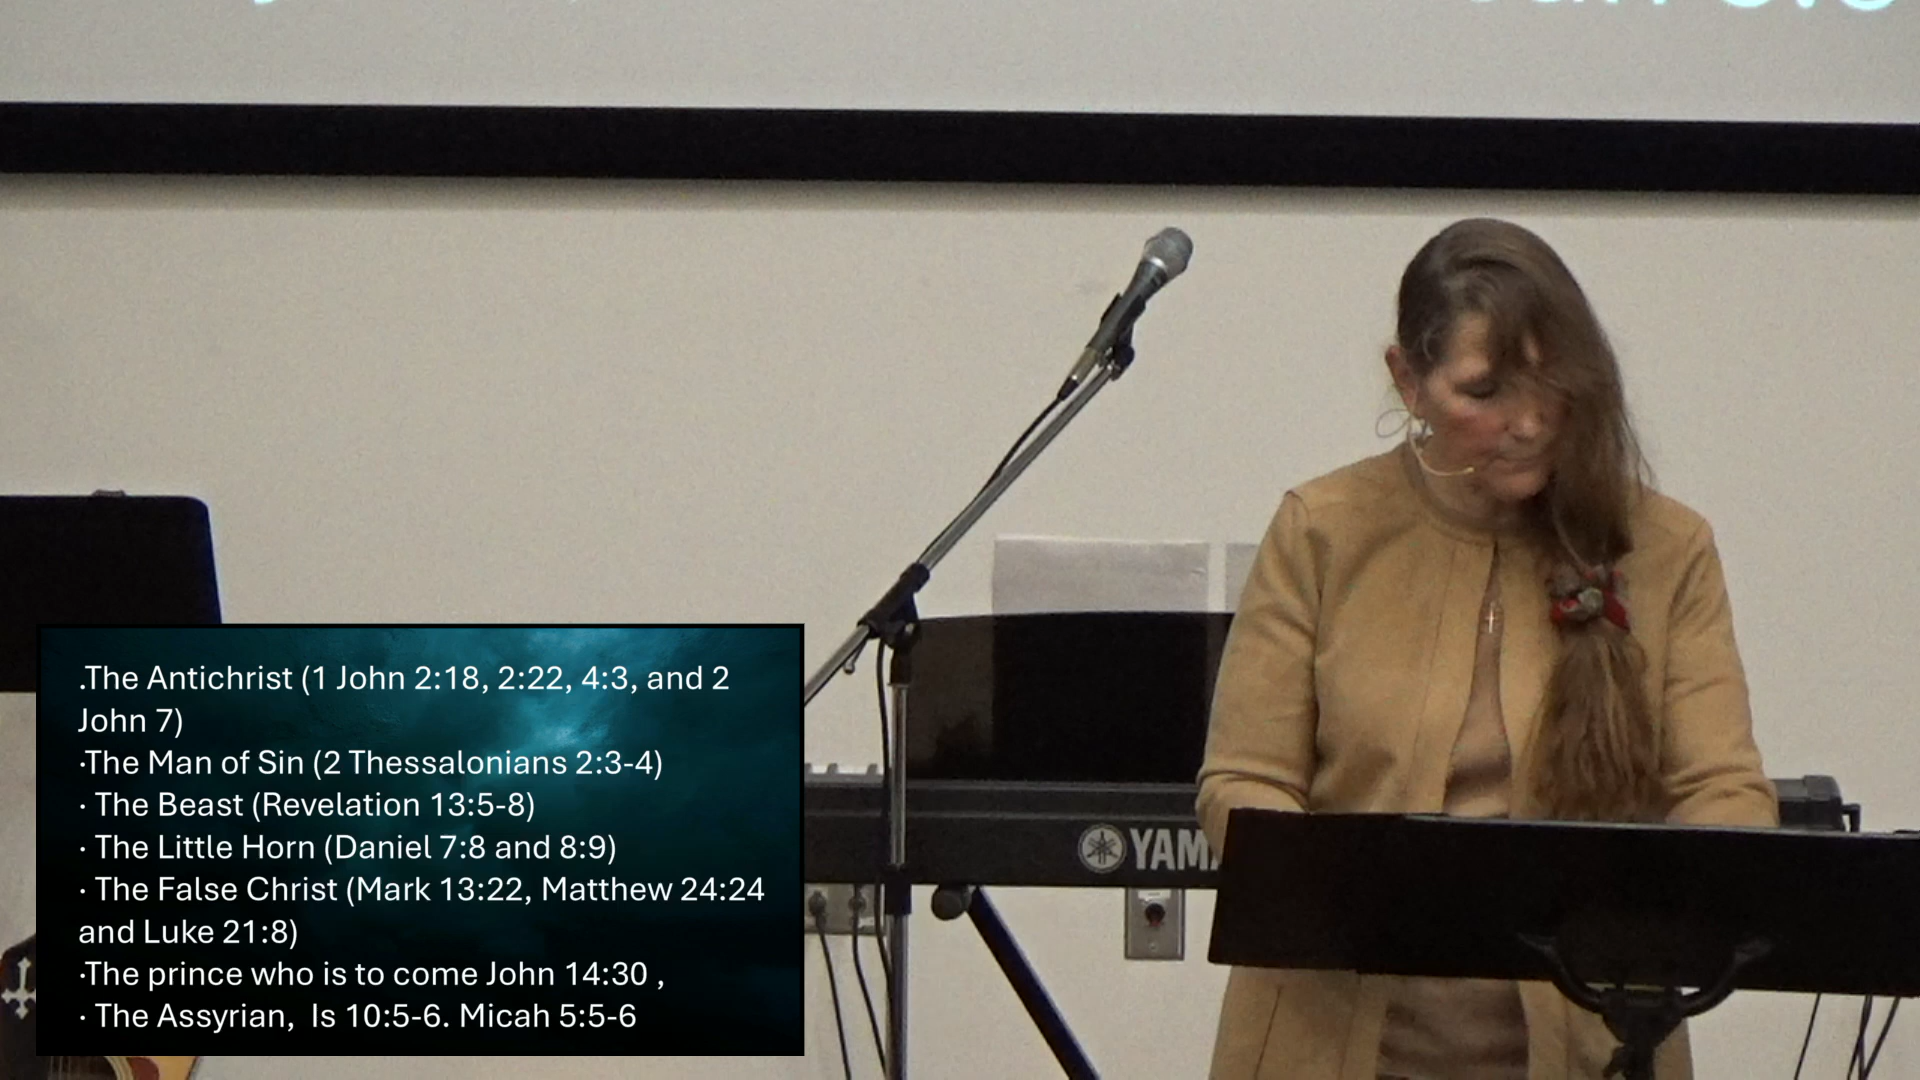 .The Antichrist (1 John 2:18, 2:22, 4:3, and 2
John 7)
·The Man of Sin (2 Thessalonians 2:3-4)
· The Beast (Revelation 13:5-8)
· The Little Horn (Daniel 7:8 and 8:9)
· The False Christ (Mark 13:22, Matthew 24:24
and Luke 21:8)
·The prince who is to come John 14:30 ,
· The Assyrian,  Is 10:5-6. Micah 5:5-6
YAMA